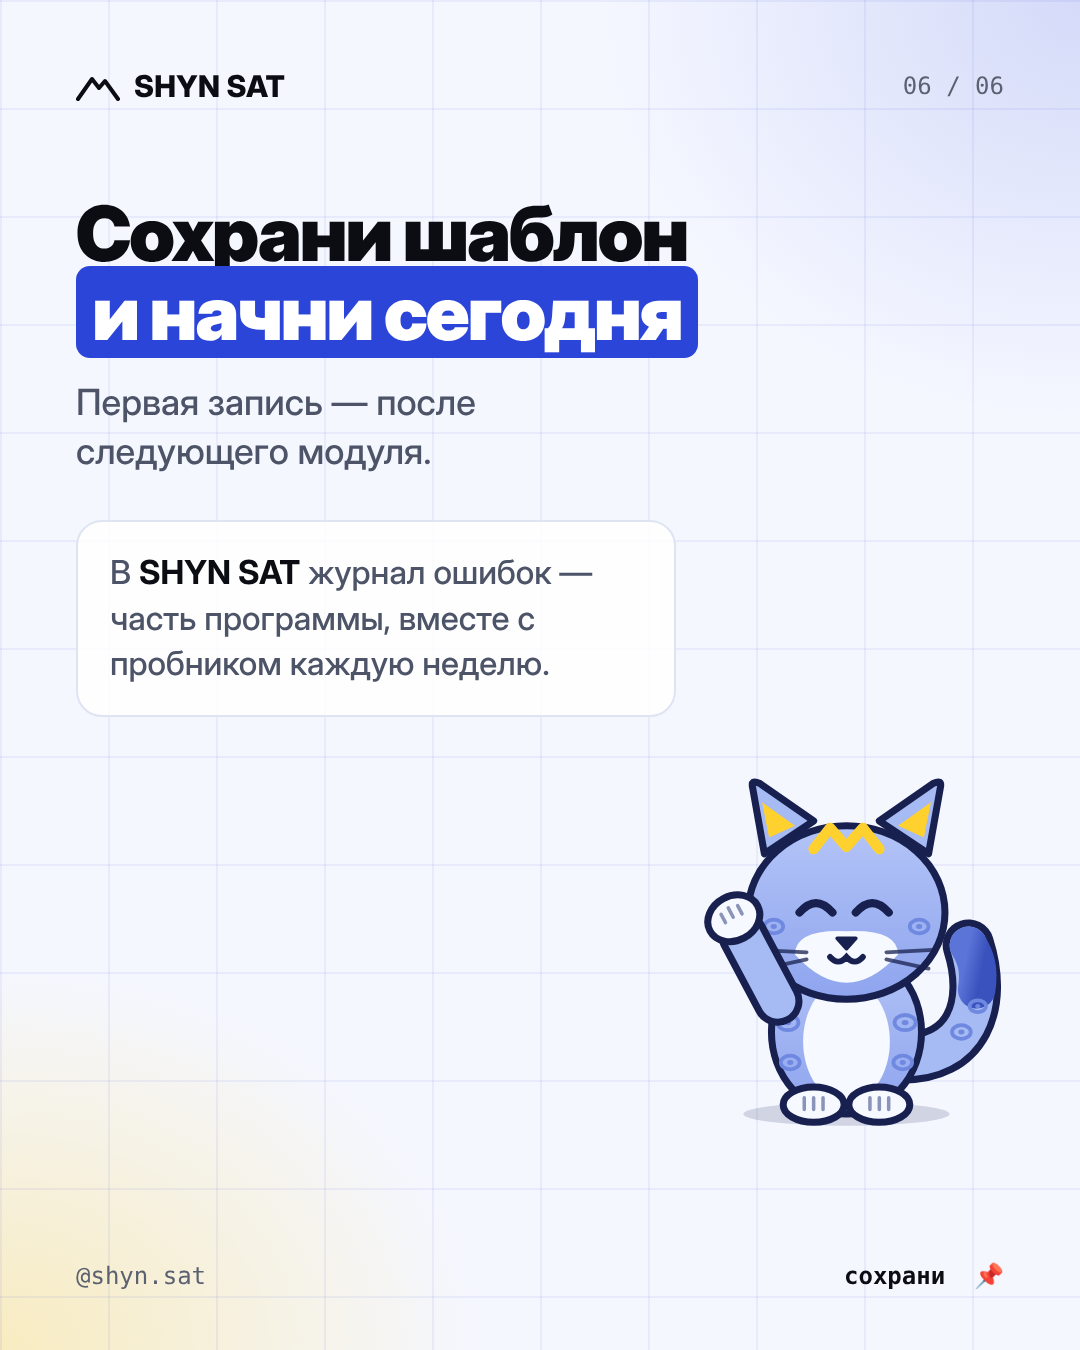 SHYN SAT
06 / 06
Сохрани шаблон
и начни сегодня
Первая запись — после
следующего модуля.
В SHYN SAT журнал ошибок —
часть программы, вместе с
пробником каждую неделю.
@shyn.sat
сохрани 📌